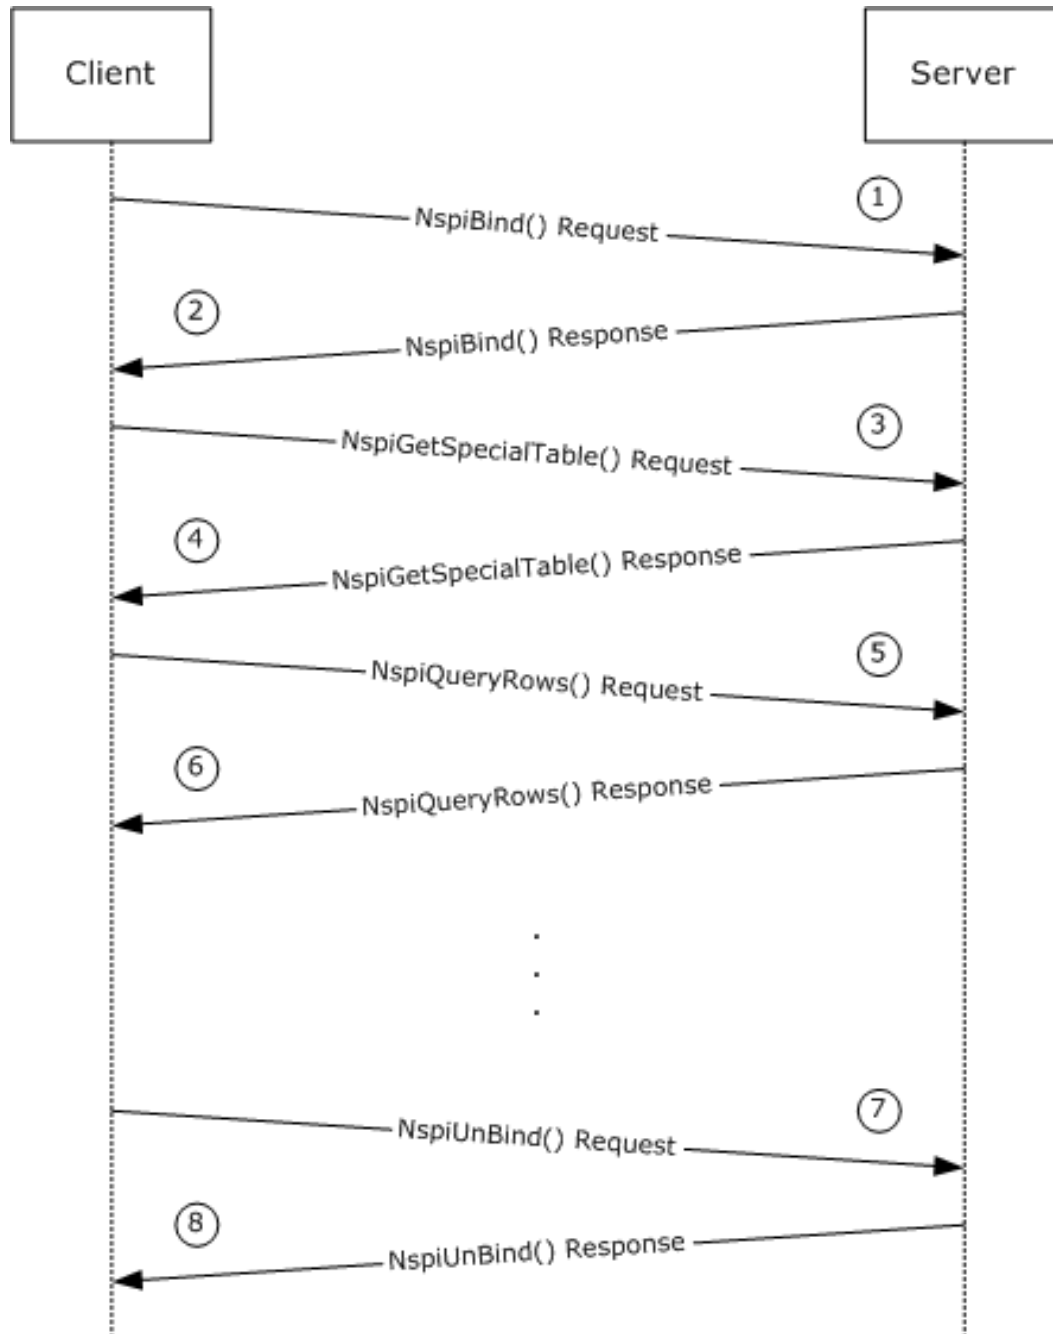 Client
Server
1
NspiBind() Request
2
NspiBind() Response
3
NspiGetSpecialTable() Request
4
NspiGetSpecialTable() Response
5
NspiQueryRows() Request
6
NspiQueryRows() Response
.
.
.
7
NspiUnBind() Request
8
NspiUnBind() Response